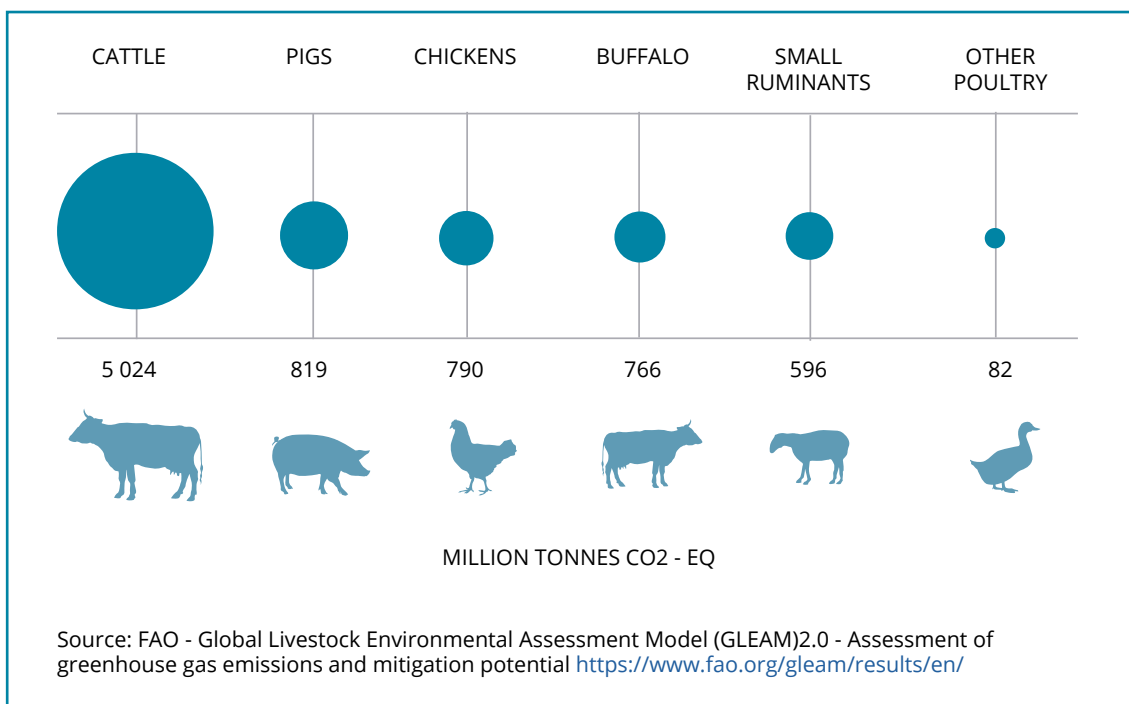 CATTLE
PIGS
CHICKENS
BUFFALO
SMALL
RUMINANTS
OTHER
POULTRY
5 024
819
790
766
596
82
MILLION TONNES CO2 - EQ
Source: FAO - Global Livestock Environmental Assessment Model (GLEAM)2.0 - Assessment of
greenhouse gas emissions and mitigation potential https://www.fao.org/gleam/results/en/